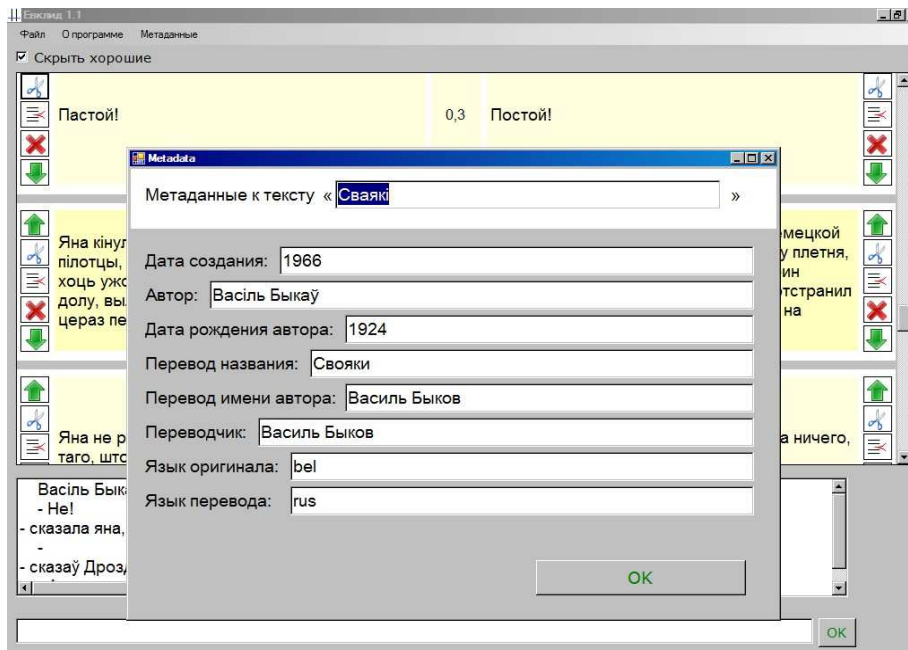 Евклид 1.1
Файл О программе Метаданные
Скрыть хорошие
Пастой! 0,3 Постой!
Metadata
Метаданные к тексту « Сваякі »
Дата создания: 1966
Автор: Васіль Быкаў
Дата рождения автора: 1924
Перевод названия: Свояки
Перевод имени автора: Василь Быков
Переводчик: Василь Быков
Язык оригинала: bel
Язык перевода: rus
OK
Яна кінул
пілотцы,
хоць ужо
долу, вы
цераз пе
емецкой
у плетня,
ин
отстранил
на
Яна не р
таго, што
а ничего,
Васіль Бык
- Не!
- сказала яна,
-
- сказаў Дрозд
OK